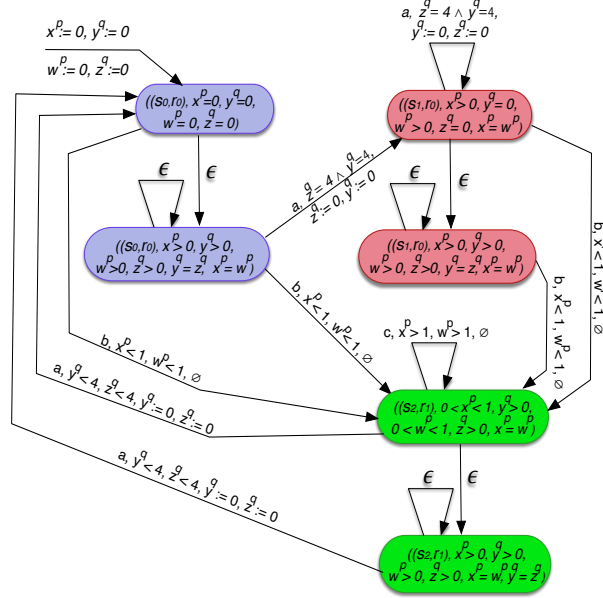 a, z^q = 4 ∧ y^q = 4,
y^q := 0, z^q := 0
x^p := 0, y^q := 0
w^p := 0, z^q := 0
((s₀,r₀), x^p = 0, y^q = 0,
w^p = 0, z^q = 0)
((s₁,r₀), x^p > 0, y^q = 0,
w^p > 0, z^q = 0, x^p = w^p)
ϵ
ϵ
ϵ
ϵ
a, z^q = 4 ∧ y^q = 4,
z^q := 0, y^q := 0
b, x^p < 1, w^p < 1, ∅
((s₀,r₀), x^p > 0, y^q > 0,
w^p > 0, z^q > 0, y^q = z^q, x^p = w^p)
((s₁,r₀), x^p > 0, y^q > 0,
w^p > 0, z^q > 0, y^q = z^q, x^p = w^p)
b, x^p < 1, w^p < 1, ∅
b, x^p < 1, w^p < 1, ∅
c, x^p > 1, w^p > 1, ∅
b, x^p < 1, w^p < 1, ∅
a, y^q < 4, z^q < 4, y^q := 0, z^q := 0
((s₂,r₁), 0 < x^p < 1, y^q > 0,
0 < w^p < 1, z^q > 0, x^p = w^p)
a, y^q < 4, z^q < 4, y^q := 0, z^q := 0
ϵ
ϵ
((s₂,r₁), x^p > 0, y^q > 0,
w^p > 0, z^q > 0, x^p = w^p, y^q = z^q)